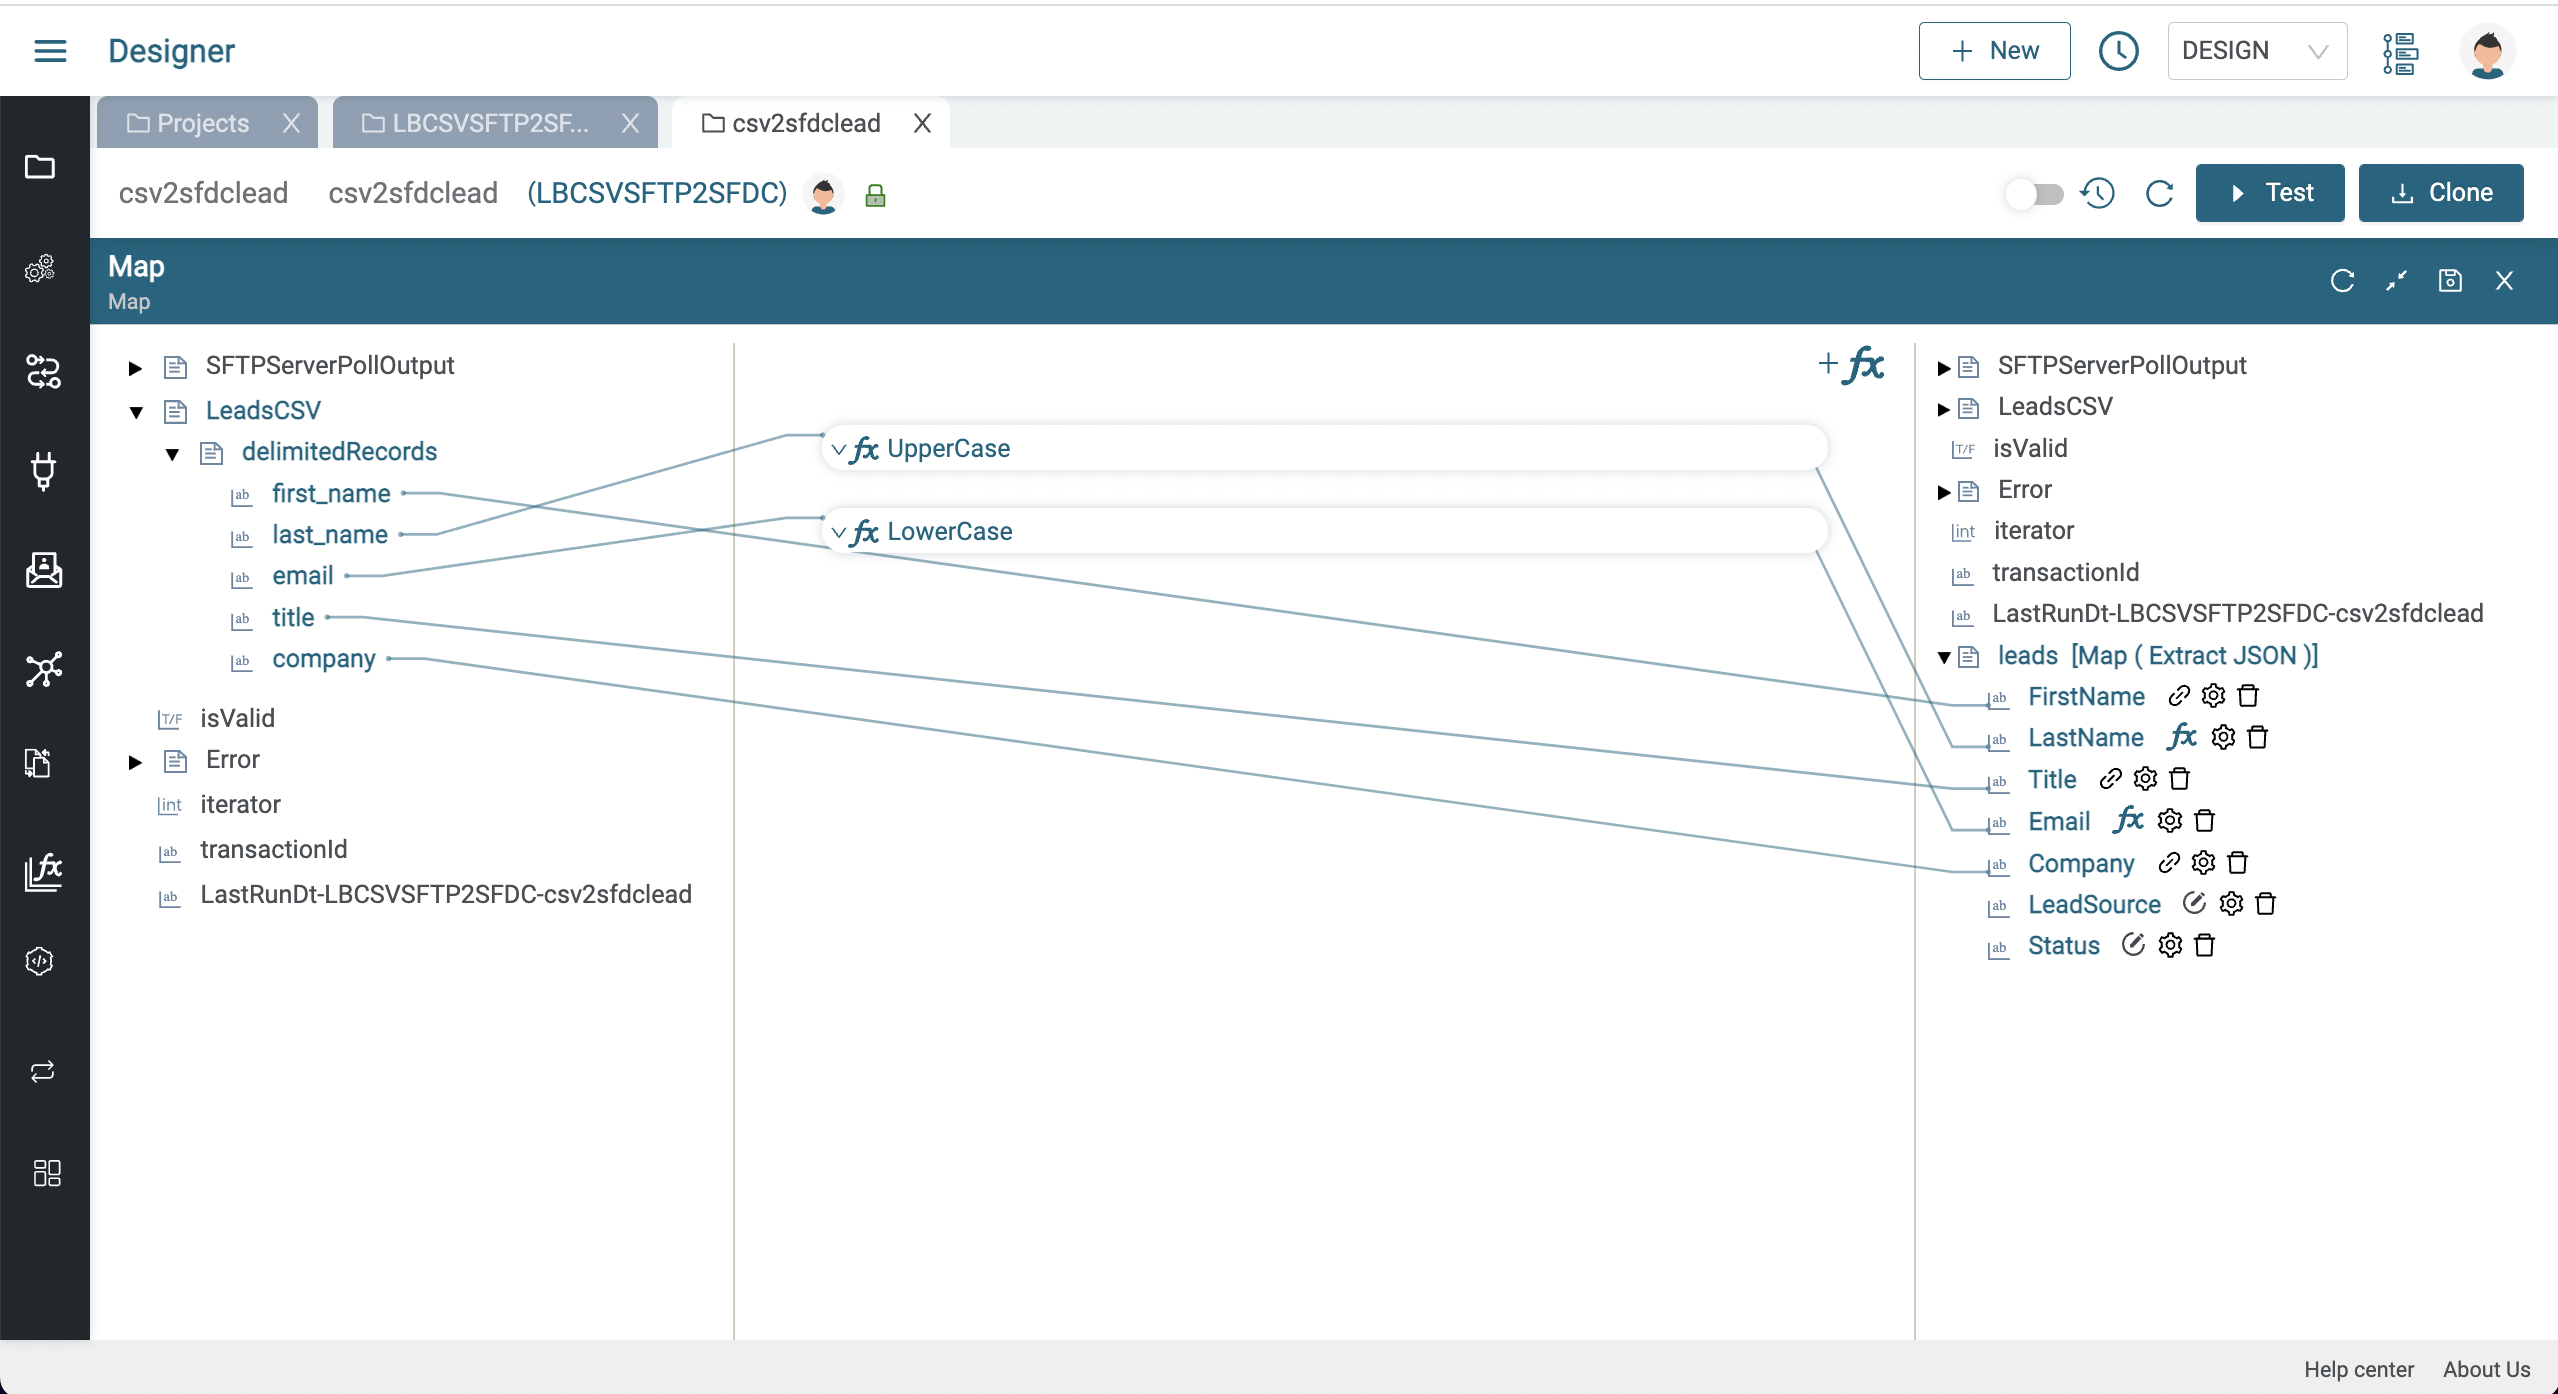 Designer
New
DESIGN
Projects X
LBCSVSFTP2SF... X
csv2sfdclead X
csv2sfdclead csv2sfdclead (LBCSVSFTP2SFDC)
Test
Clone
Map
Map
SFTPServerPollOutput
LeadsCSV
delimitedRecords
ab first_name
ab last_name
ab email
ab title
ab company
T/F isValid
Error
int iterator
ab transactionId
ab LastRunDt-LBCSVSFTP2SFDC-csv2sfdclead
+ fx
fx UpperCase
fx LowerCase
SFTPServerPollOutput
LeadsCSV
T/F isValid
Error
int iterator
ab transactionId
ab LastRunDt-LBCSVSFTP2SFDC-csv2sfdclead
leads [Map ( Extract JSON )]
ab FirstName
ab LastName fx
ab Title
ab Email fx
ab Company
ab LeadSource
ab Status
fx
Help center About Us